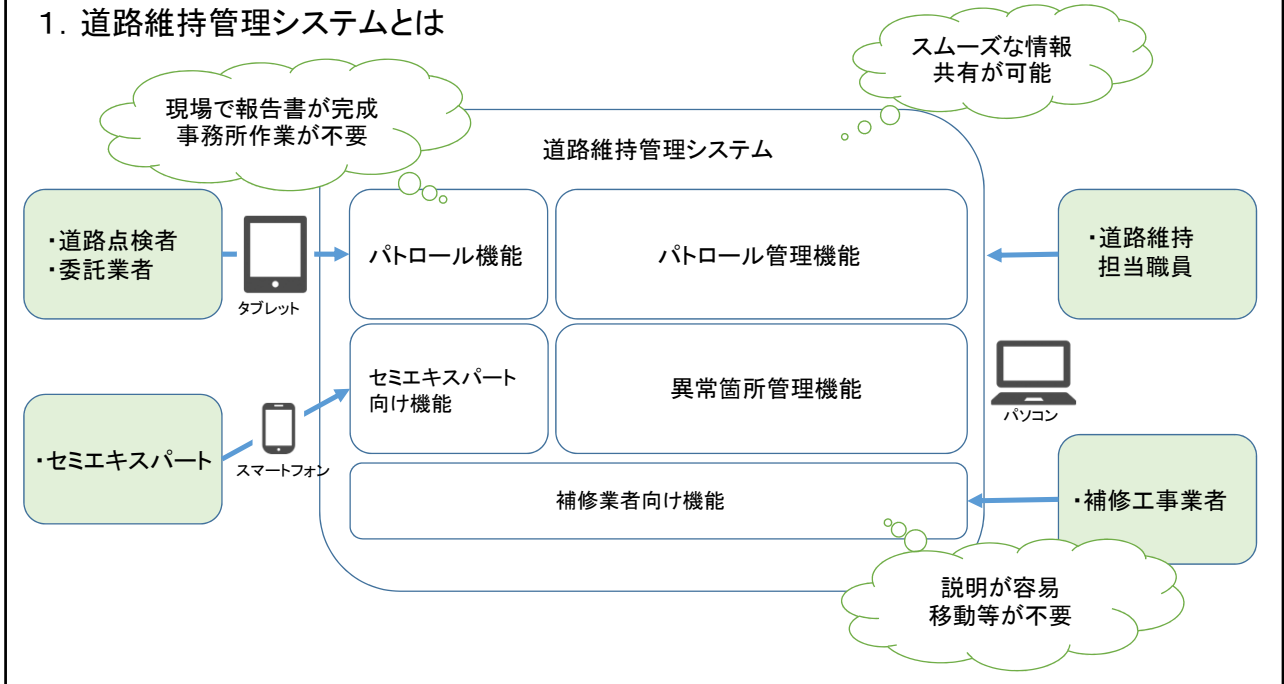 1. 道路維持管理システムとは
スムーズな情報
共有が可能
現場で報告書が完成
事務所作業が不要
道路維持管理システム
・道路点検者
・委託業者
タブレット
パトロール機能
パトロール管理機能
・道路維持
担当職員
セミエキスパート
向け機能
異常箇所管理機能
パソコン
・セミエキスパート
スマートフォン
補修業者向け機能
・補修工事業者
説明が容易
移動等が不要